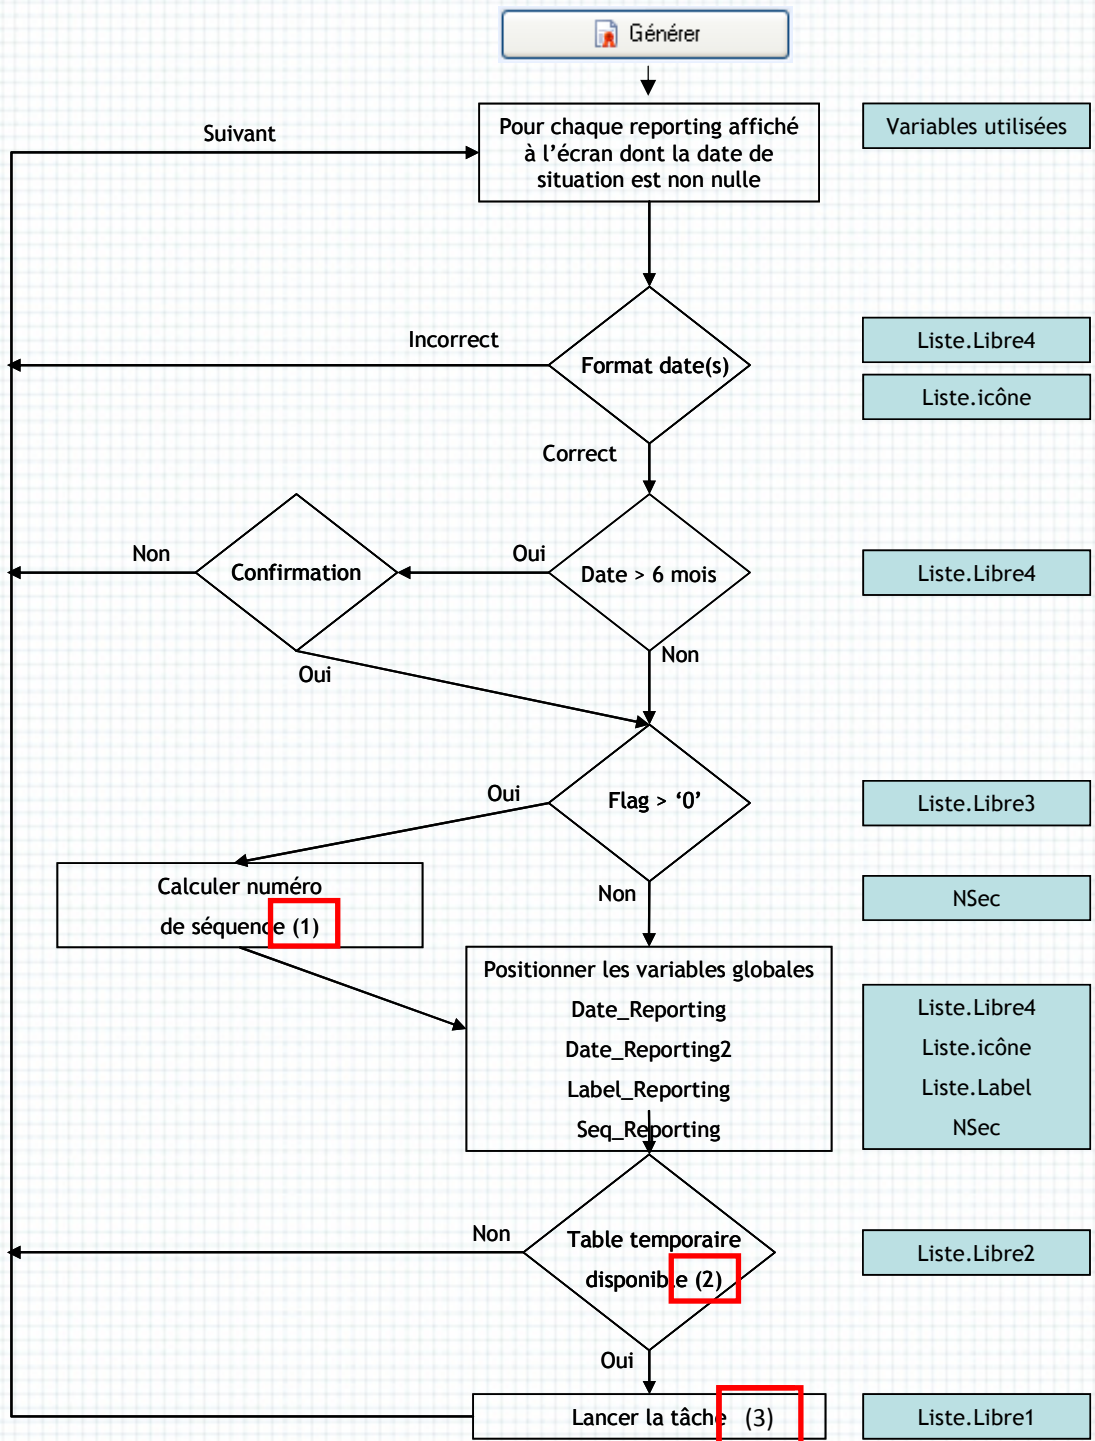 Générer
Suivant
Pour chaque reporting affiché
à l'écran dont la date de
situation est non nulle
Variables utilisées
Incorrect
Format date(s)
Liste.Libre4
Liste.icône
Correct
Non
Confirmation
Oui
Date > 6 mois
Liste.Libre4
Oui
Non
Oui
Flag > ‘0’
Liste.Libre3
Calculer numéro
de séquence (1)
Non
NSec
Positionner les variables globales
Date_Reporting
Date_Reporting2
Label_Reporting
Seq_Reporting
Liste.Libre4
Liste.icône
Liste.Label
NSec
Non
Table temporaire
disponible (2)
Liste.Libre2
Oui
Lancer la tâche (3)
Liste.Libre1